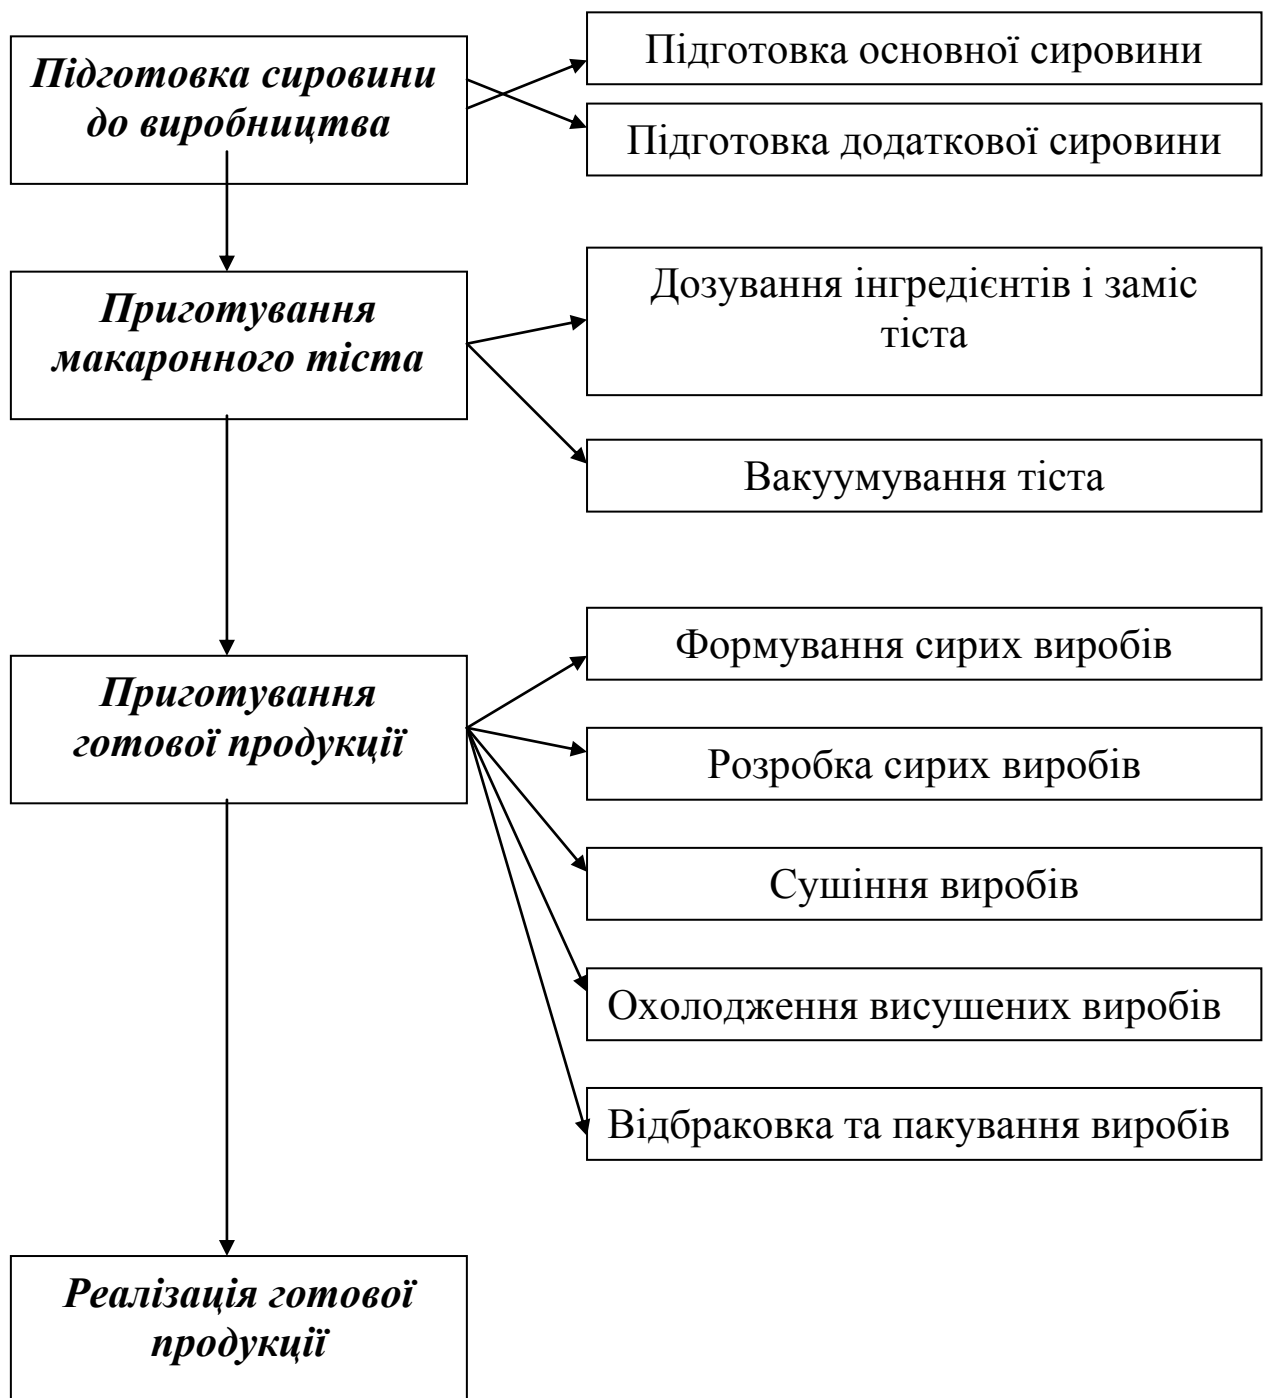 Підготовка сировини
до виробництва
Підготовка основної сировини
Підготовка додаткової сировини
Приготування
макаронного тіста
Дозування інгредієнтів і заміс
тіста
Вакуумування тіста
Приготування
готової продукції
Формування сирих виробів
Розробка сирих виробів
Сушіння виробів
Охолодження висушених виробів
Відбраковка та пакування виробів
Реалізація готової
продукції